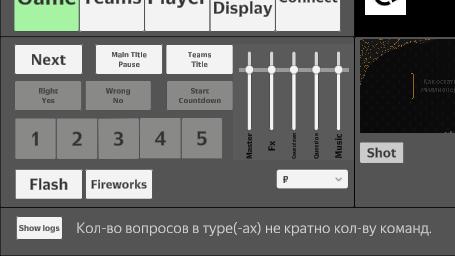 Game Teams Player Display Connect
Next
Main Title
Pause
Teams
Title
Right
Yes
Wrong
No
Start
Countdown
1 2 3 4 5
Master Fx Countdown Question Music
Flash Fireworks
₽
Shot
Show logs
Кол-во вопросов в туре(-ах) не кратно кол-ву команд.